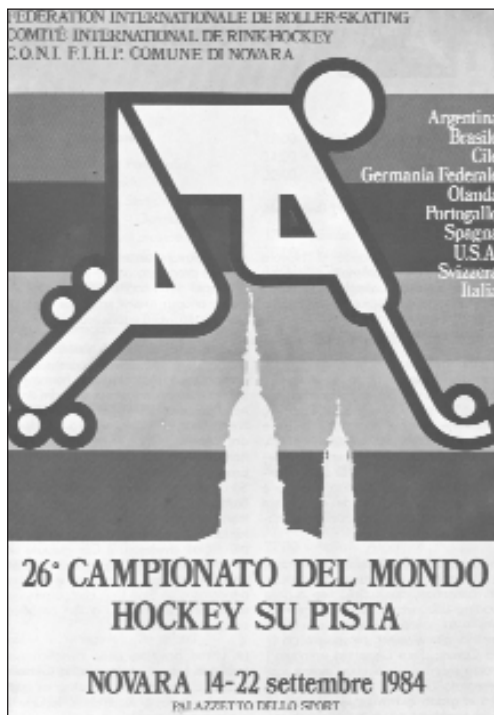 FEDERATION INTERNATIONALE DE ROLLER-SKATING
COMITÉ INTERNATIONAL DE RINK-HOCKEY
C.O.N.I. F.I.H.P. COMUNE DI NOVARA
Argentina
Brasile
Cile
Germania Federale
Olanda
Portogallo
Spagna
U.S.A.
Svizzera
Italia
26° CAMPIONATO DEL MONDO
HOCKEY SU PISTA
NOVARA 14-22 settembre 1984
PALAZZETTO DELLO SPORT